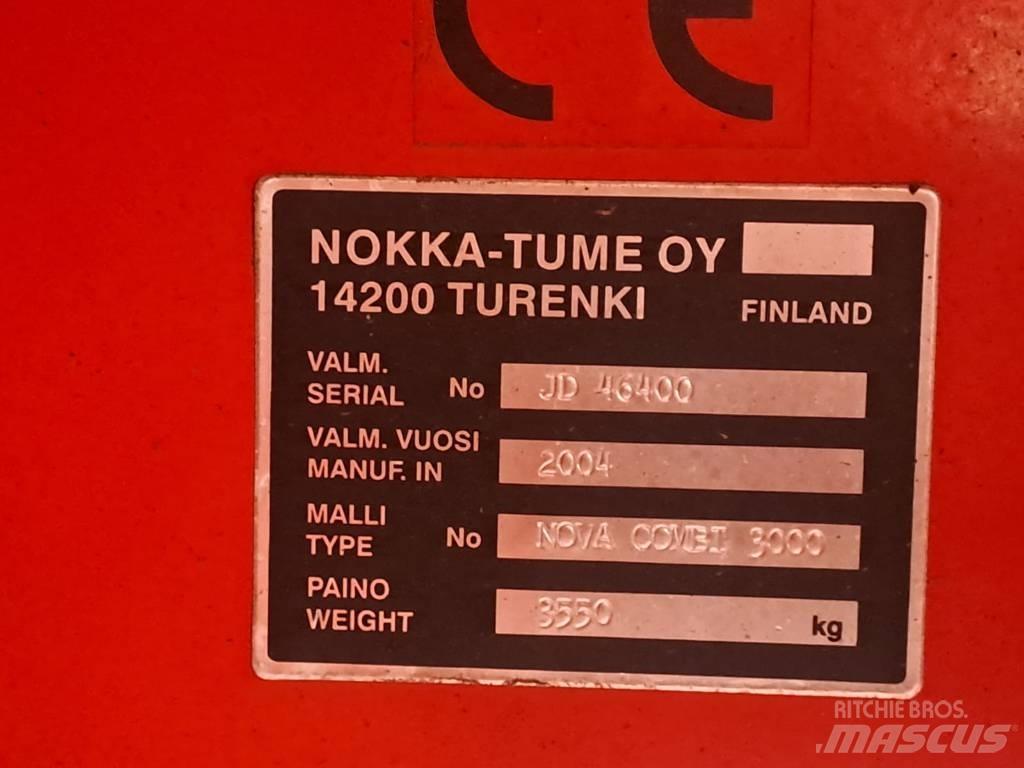 CE
NOKKA-TUME OY
14200 TURENKI
FINLAND
VALM.
SERIAL No JD 46400
VALM. VUOSI
MANUF. IN 2004
MALLI
TYPE No NOVA COMBI 3000
PAINO
WEIGHT 3550 kg
RITCHIE BROS.
MASCUS